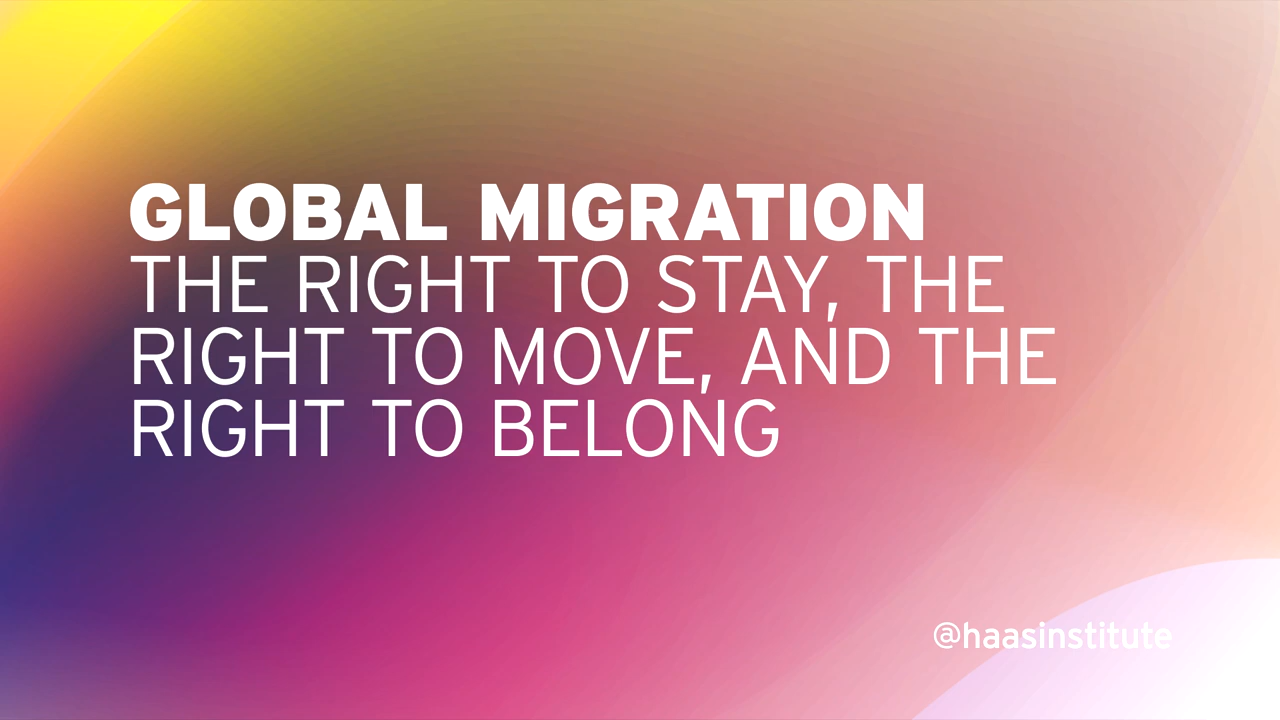 GLOBAL MIGRATION
THE RIGHT TO STAY, THE
RIGHT TO MOVE, AND THE
RIGHT TO BELONG
@haasinstitute